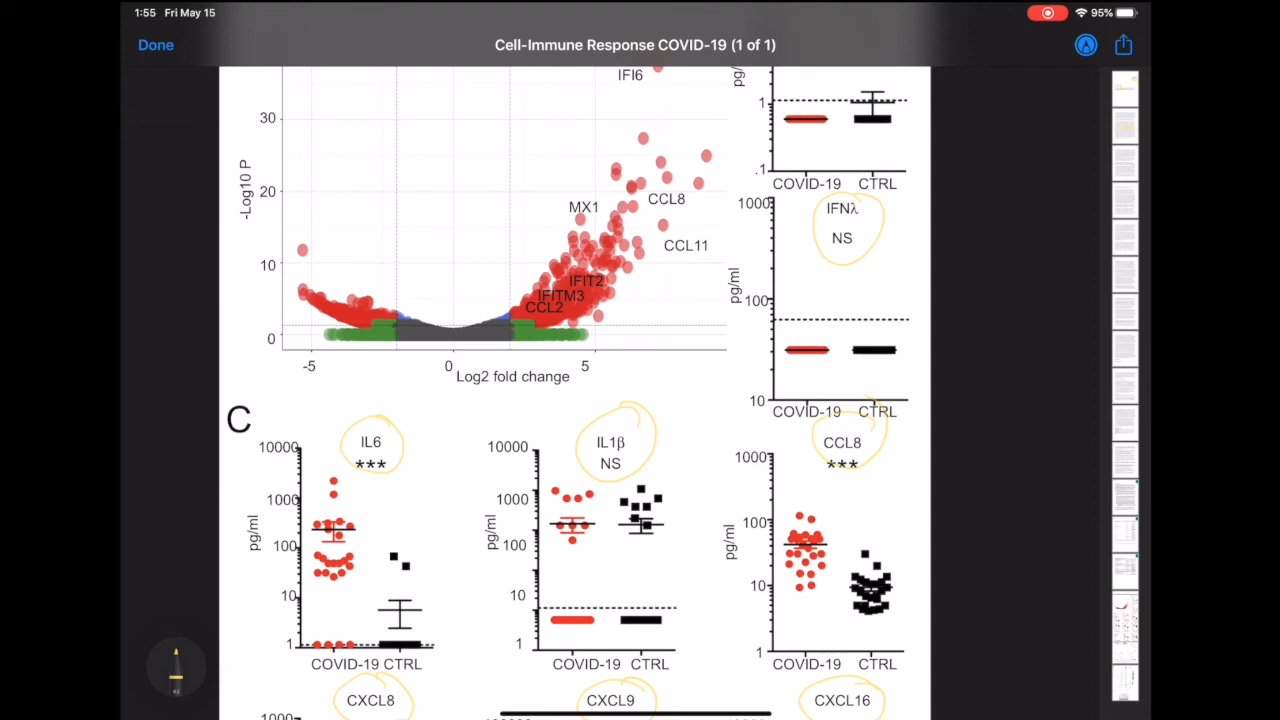 1:55 Fri May 15
95%
Done
Cell-Immune Response COVID-19 (1 of 1)
IFI6
30
20
10
0
-Log10 P
MX1
CCL8
CCL11
IFIT2
IFITM3
CCL2
-5
0
5
Log2 fold change
pg/
1
.1
COVID-19
CTRL
1000
IFNλ
NS
pg/ml
100
10
COVID-19
CTRL
C
IL6
***
10000
1000
100
10
1
pg/ml
COVID-19 CTRL
IL1β
NS
10000
1000
100
10
1
pg/ml
COVID-19
CTRL
CCL8
***
1000
100
10
1
pg/ml
COVID-19
CTRL
CXCL8
CXCL9
CXCL16